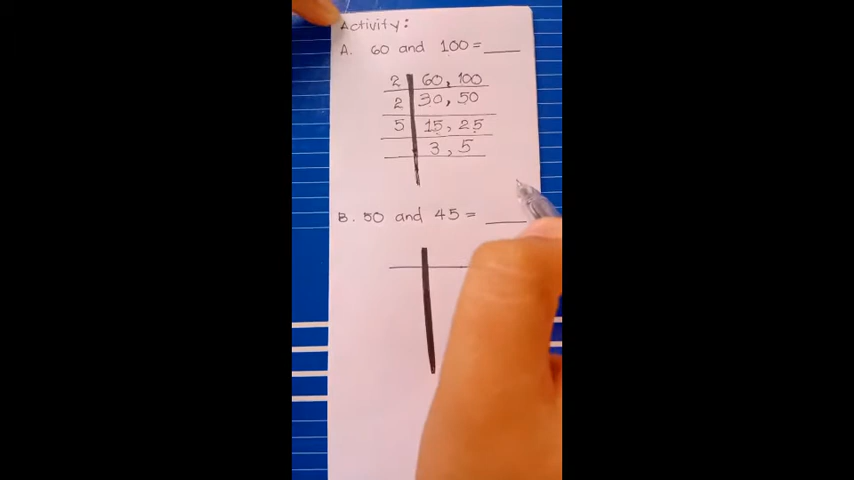 Activity:
A. 60 and 100 = ____
2 60, 100
2 30, 50
5 15, 25
3, 5
B. 50 and 45 = ____